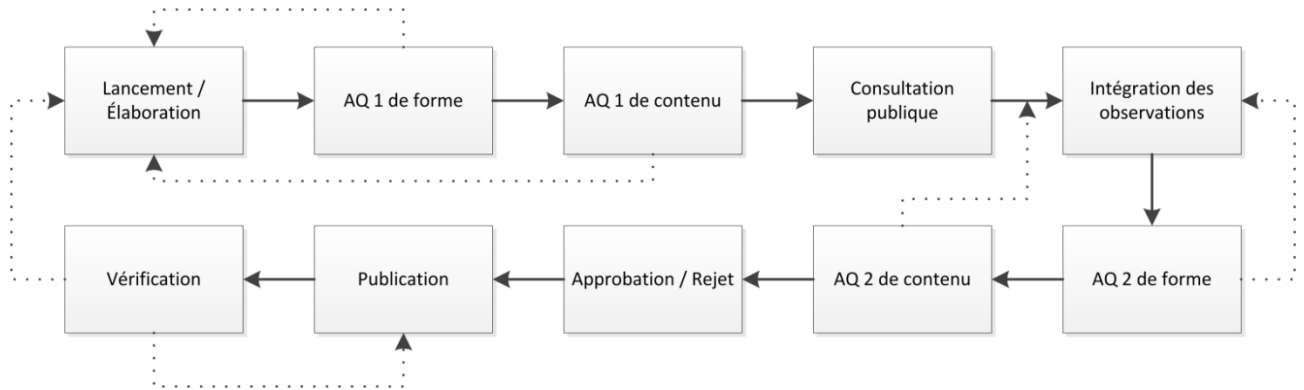 Lancement /
Élaboration
AQ 1 de forme
AQ 1 de contenu
Consultation
publique
Intégration des
observations
Vérification
Publication
Approbation / Rejet
AQ 2 de contenu
AQ 2 de forme